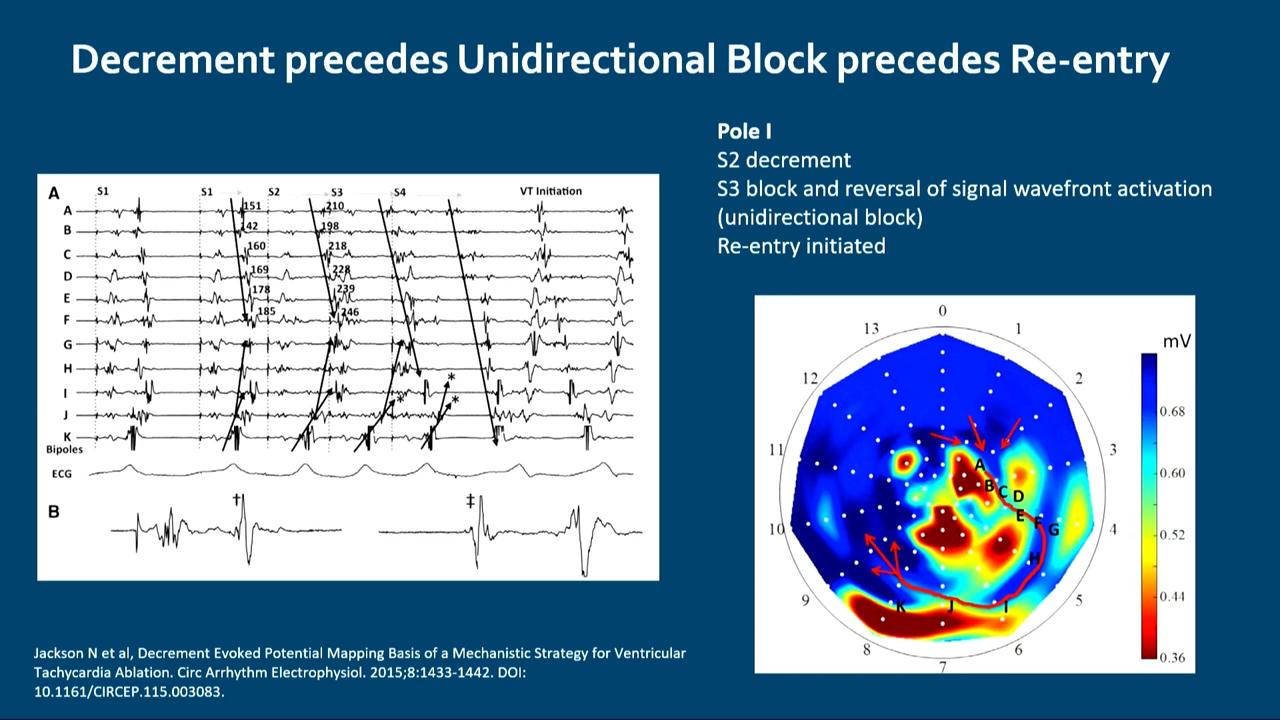 Decrement precedes Unidirectional Block precedes Re-entry
Pole I
S2 decrement
S3 block and reversal of signal wavefront activation
(unidirectional block)
Re-entry initiated
A S1 S1 S2 S3 S4 VT Initiation
A 151 210
B 142 198
C 160 218
D 169 228
E 178 239
F 185 246
G
H
I *
J * *
K
Bipoles
ECG
B † ‡
0
13 1
12 2
11 3
10 4
9 5
8 6
7
A
B C D
E F G
H
K J I
mV
0.68
0.60
0.52
0.44
0.36
Jackson N et al, Decrement Evoked Potential Mapping Basis of a Mechanistic Strategy for Ventricular
Tachycardia Ablation. Circ Arrhythm Electrophysiol. 2015;8:1433-1442. DOI:
10.1161/CIRCEP.115.003083.